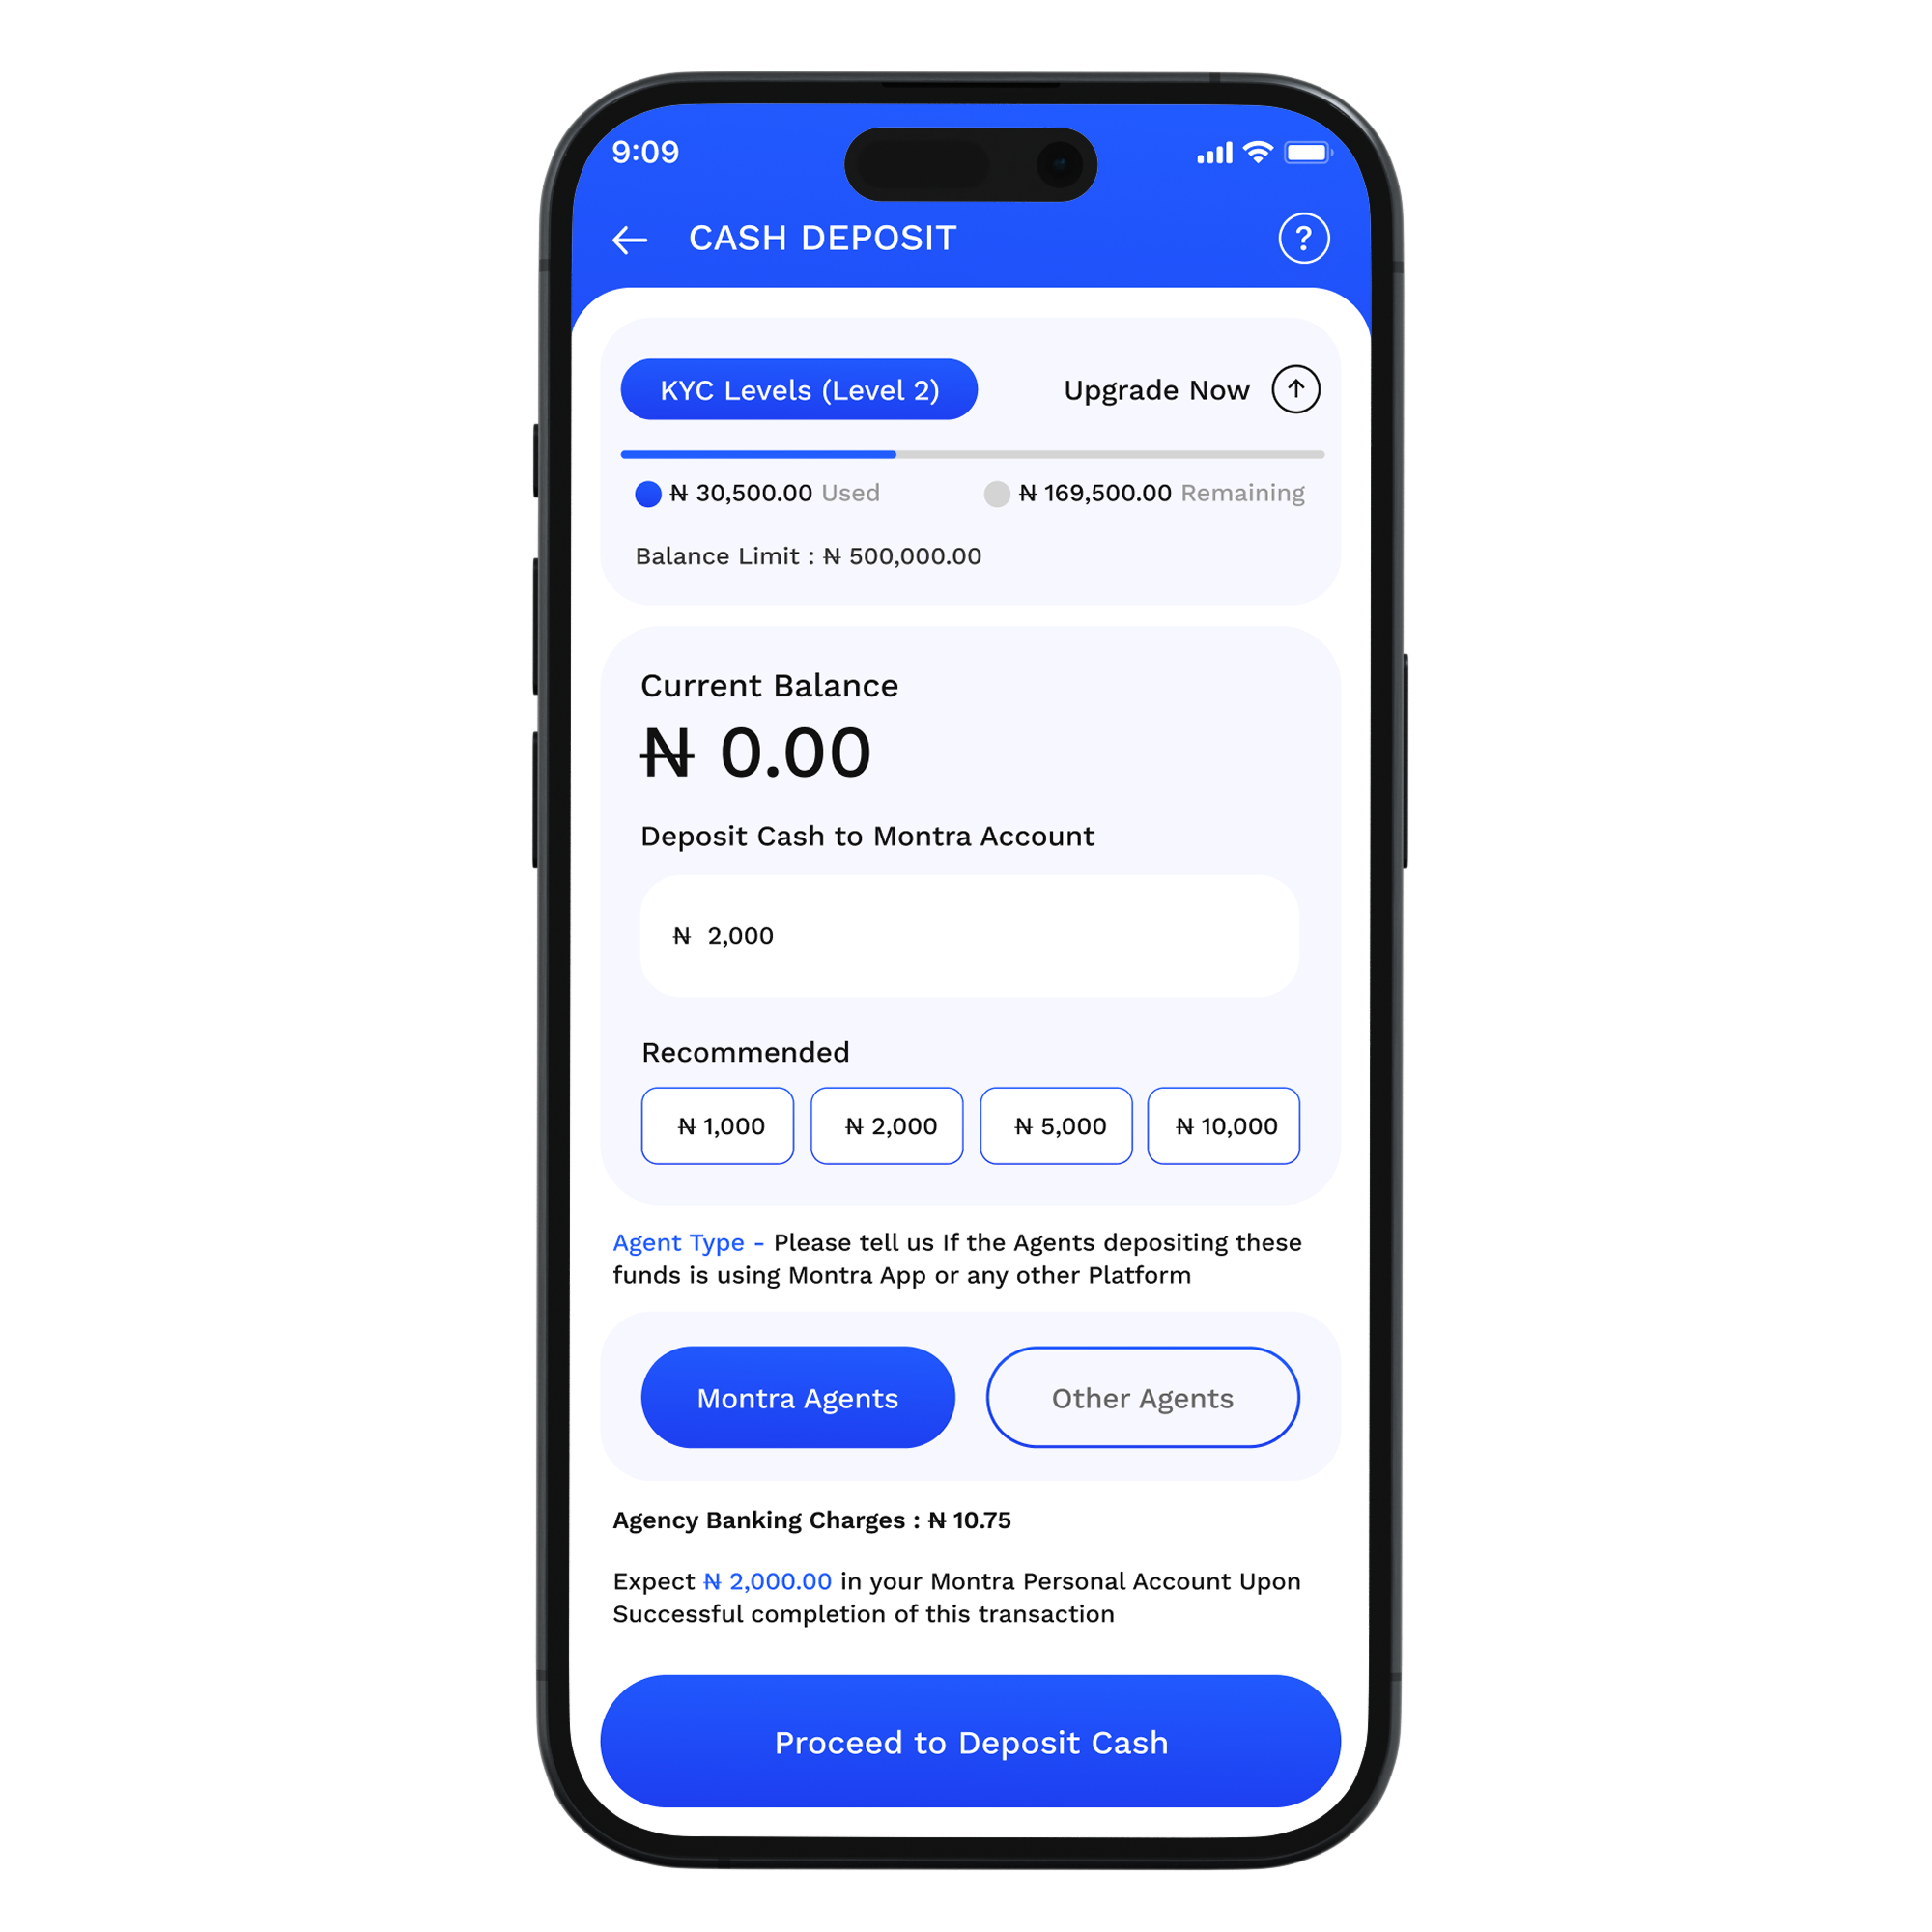 9:09
CASH DEPOSIT
?
KYC Levels (Level 2)
Upgrade Now
₦ 30,500.00 Used
₦ 169,500.00 Remaining
Balance Limit : ₦ 500,000.00
Current Balance
₦ 0.00
Deposit Cash to Montra Account
₦ 2,000
Recommended
₦ 1,000
₦ 2,000
₦ 5,000
₦ 10,000
Agent Type - Please tell us If the Agents depositing these
funds is using Montra App or any other Platform
Montra Agents
Other Agents
Agency Banking Charges : ₦ 10.75
Expect ₦ 2,000.00 in your Montra Personal Account Upon
Successful completion of this transaction
Proceed to Deposit Cash